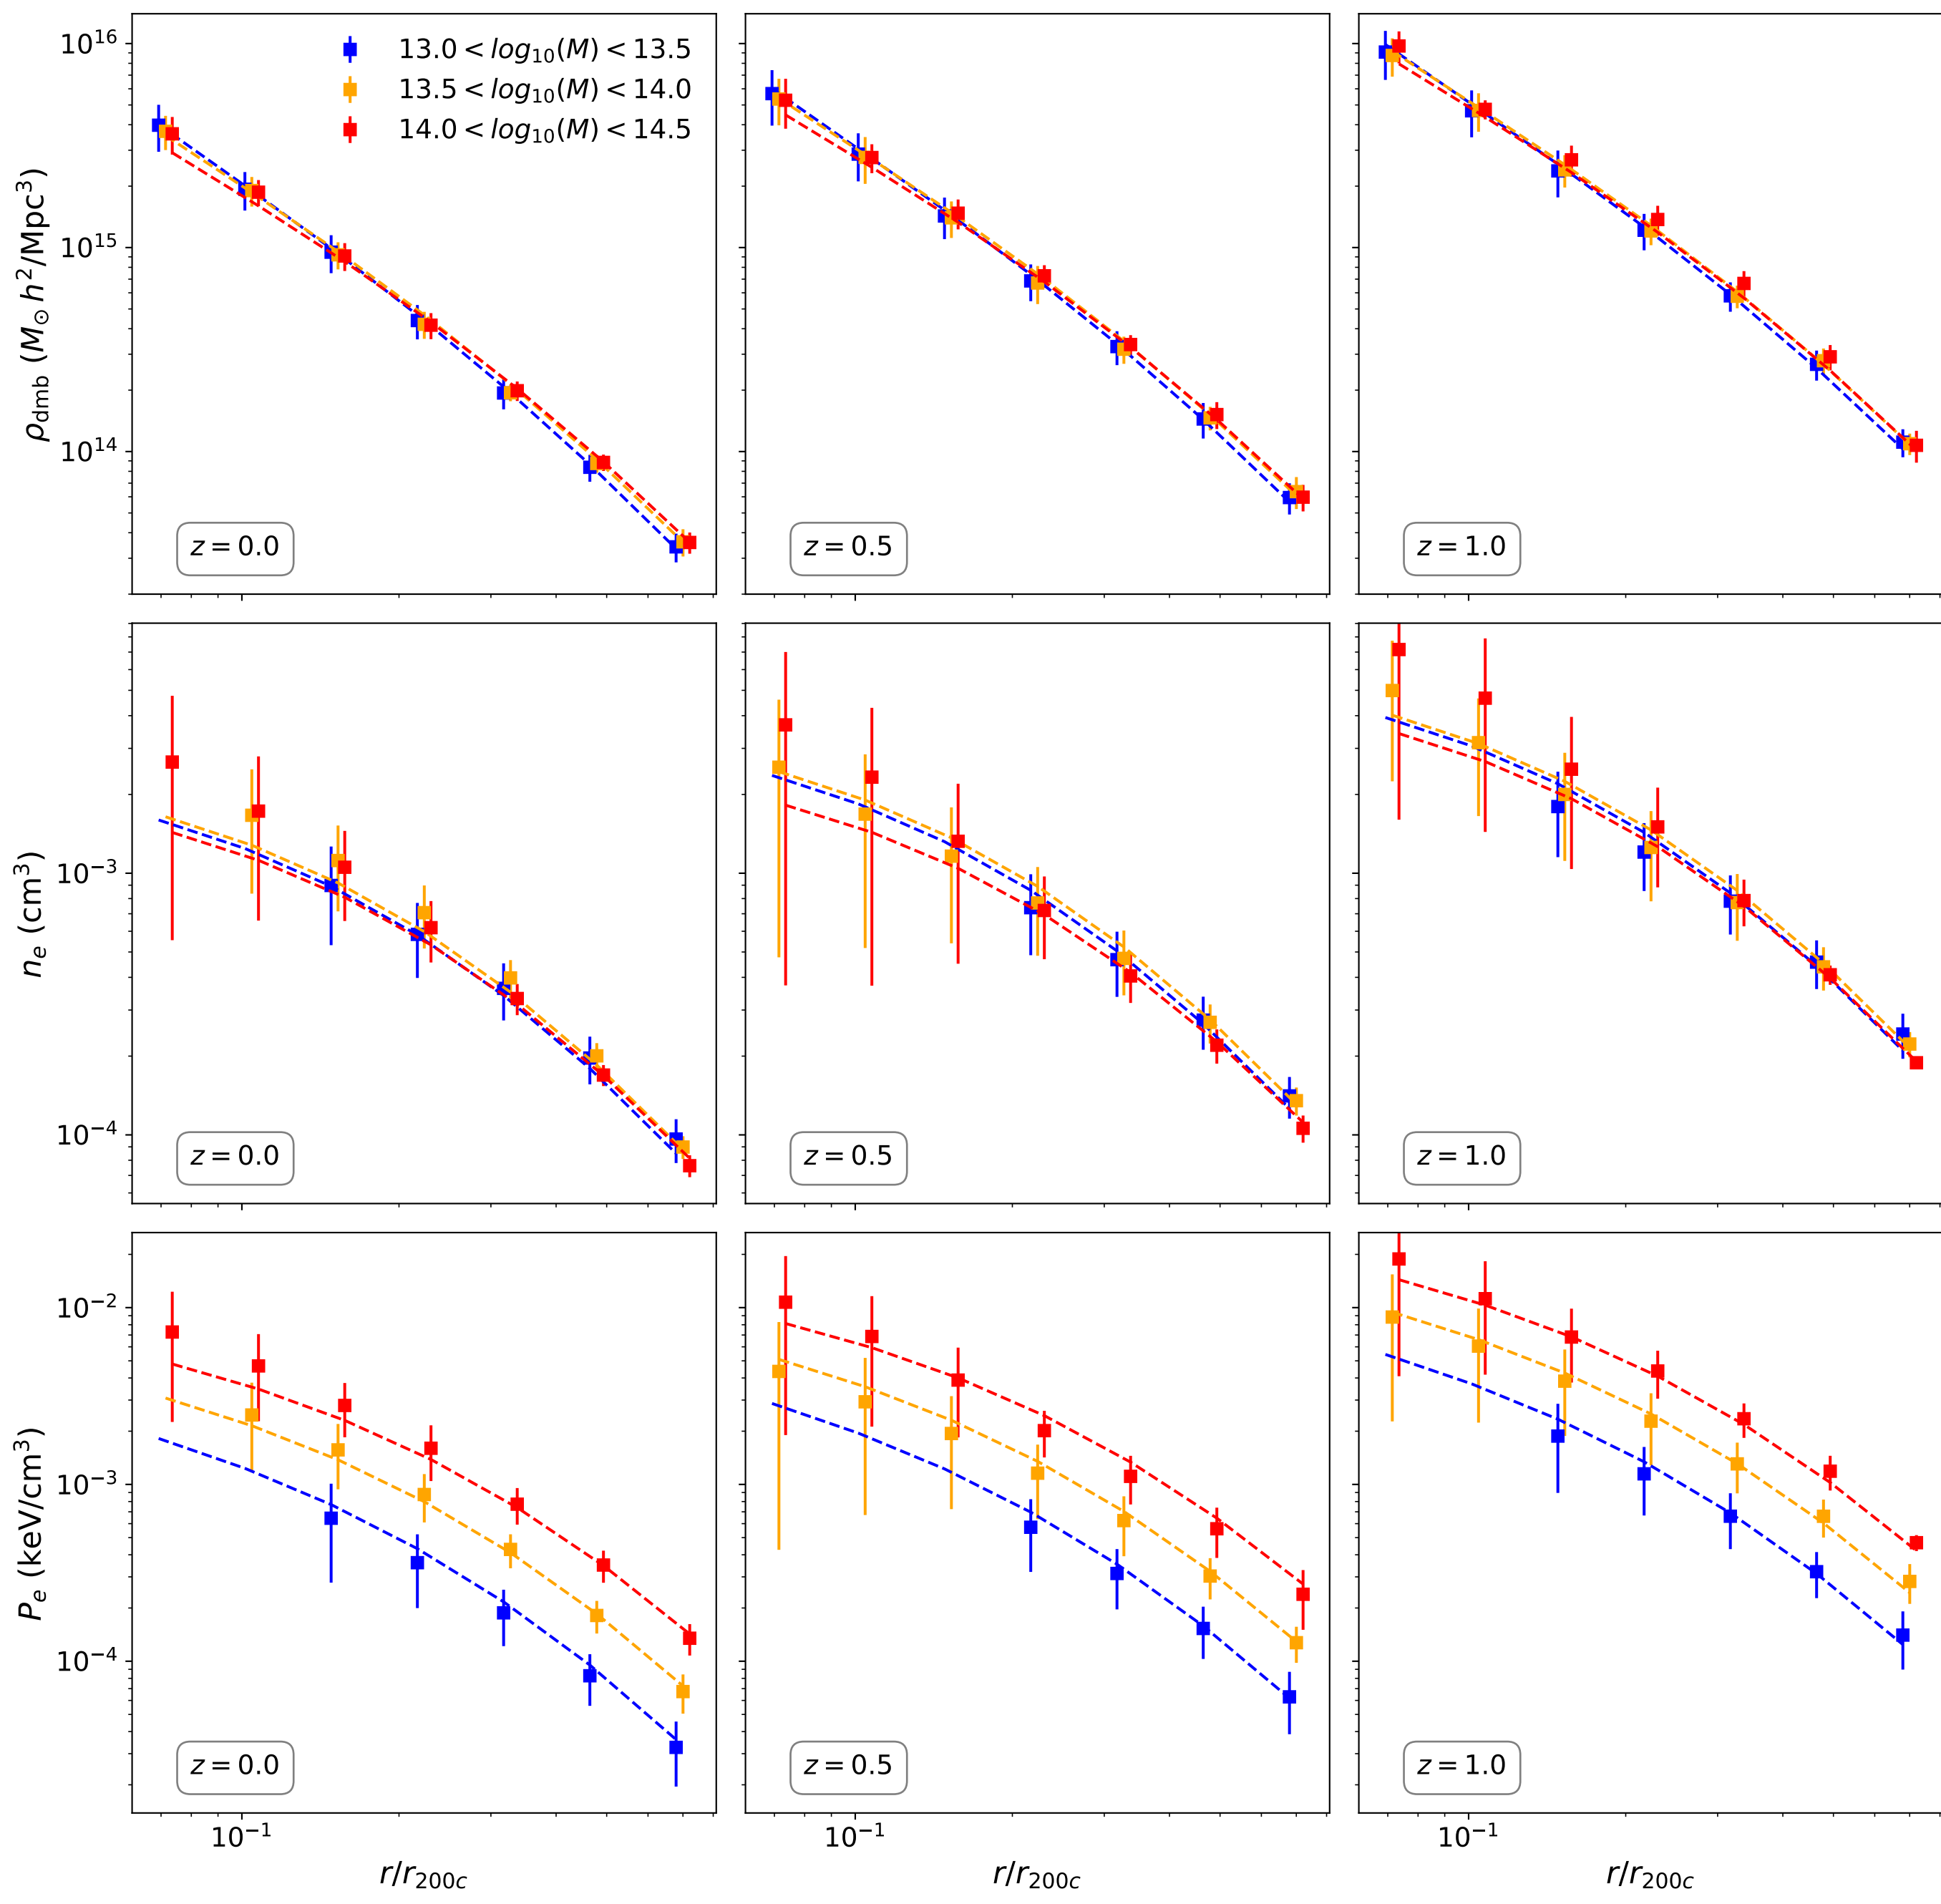 10^16
10^15
10^14
ρ_dmb (M_⊙ h^2/Mpc^3)
13.0 < log_10(M) < 13.5
13.5 < log_10(M) < 14.0
14.0 < log_10(M) < 14.5
z = 0.0
z = 0.5
z = 1.0
10^−3
10^−4
n_e (cm^3)
z = 0.0
z = 0.5
z = 1.0
10^−2
10^−3
10^−4
P_e (keV/cm^3)
z = 0.0
z = 0.5
z = 1.0
10^−1
10^−1
10^−1
r/r_200c
r/r_200c
r/r_200c